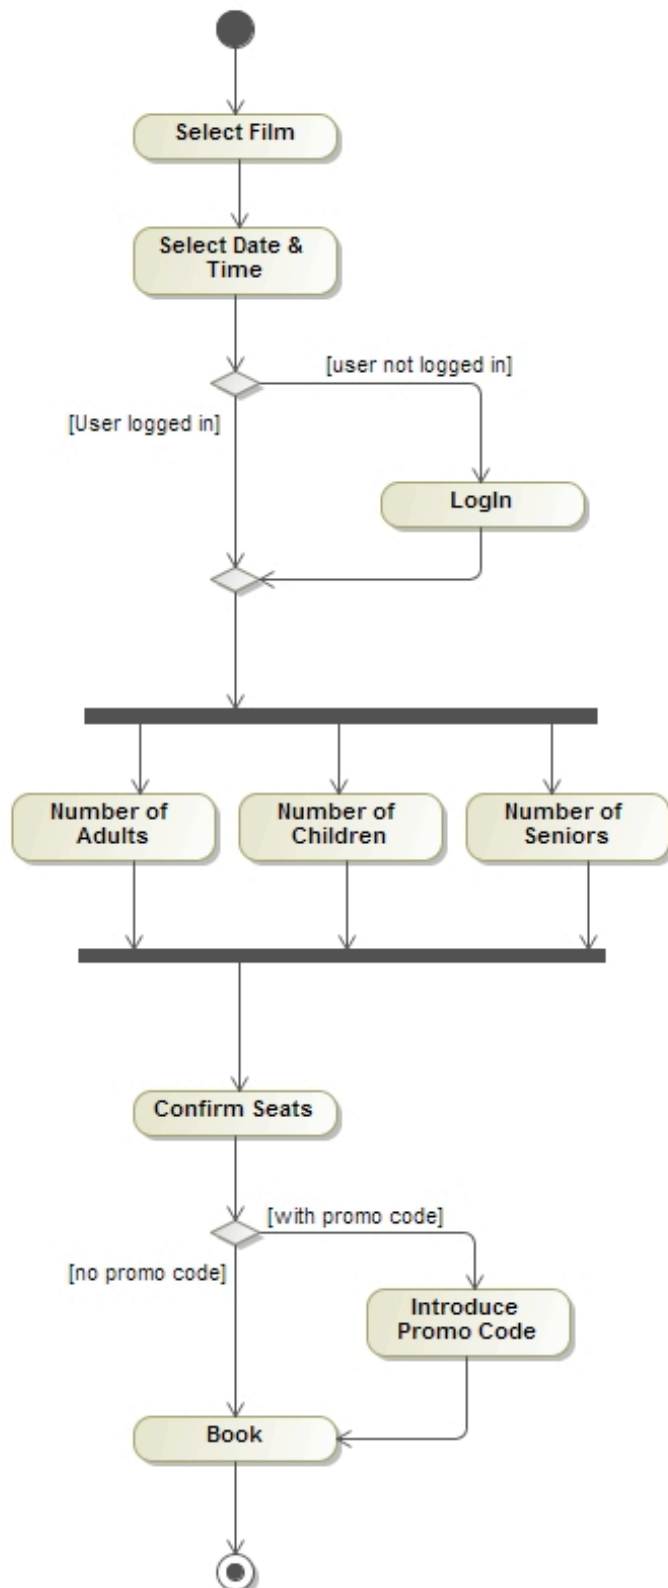 Select Film
Select Date &
Time
[user not logged in]
[User logged in]
LogIn
Number of
Adults
Number of
Children
Number of
Seniors
Confirm Seats
[with promo code]
[no promo code]
Introduce
Promo Code
Book